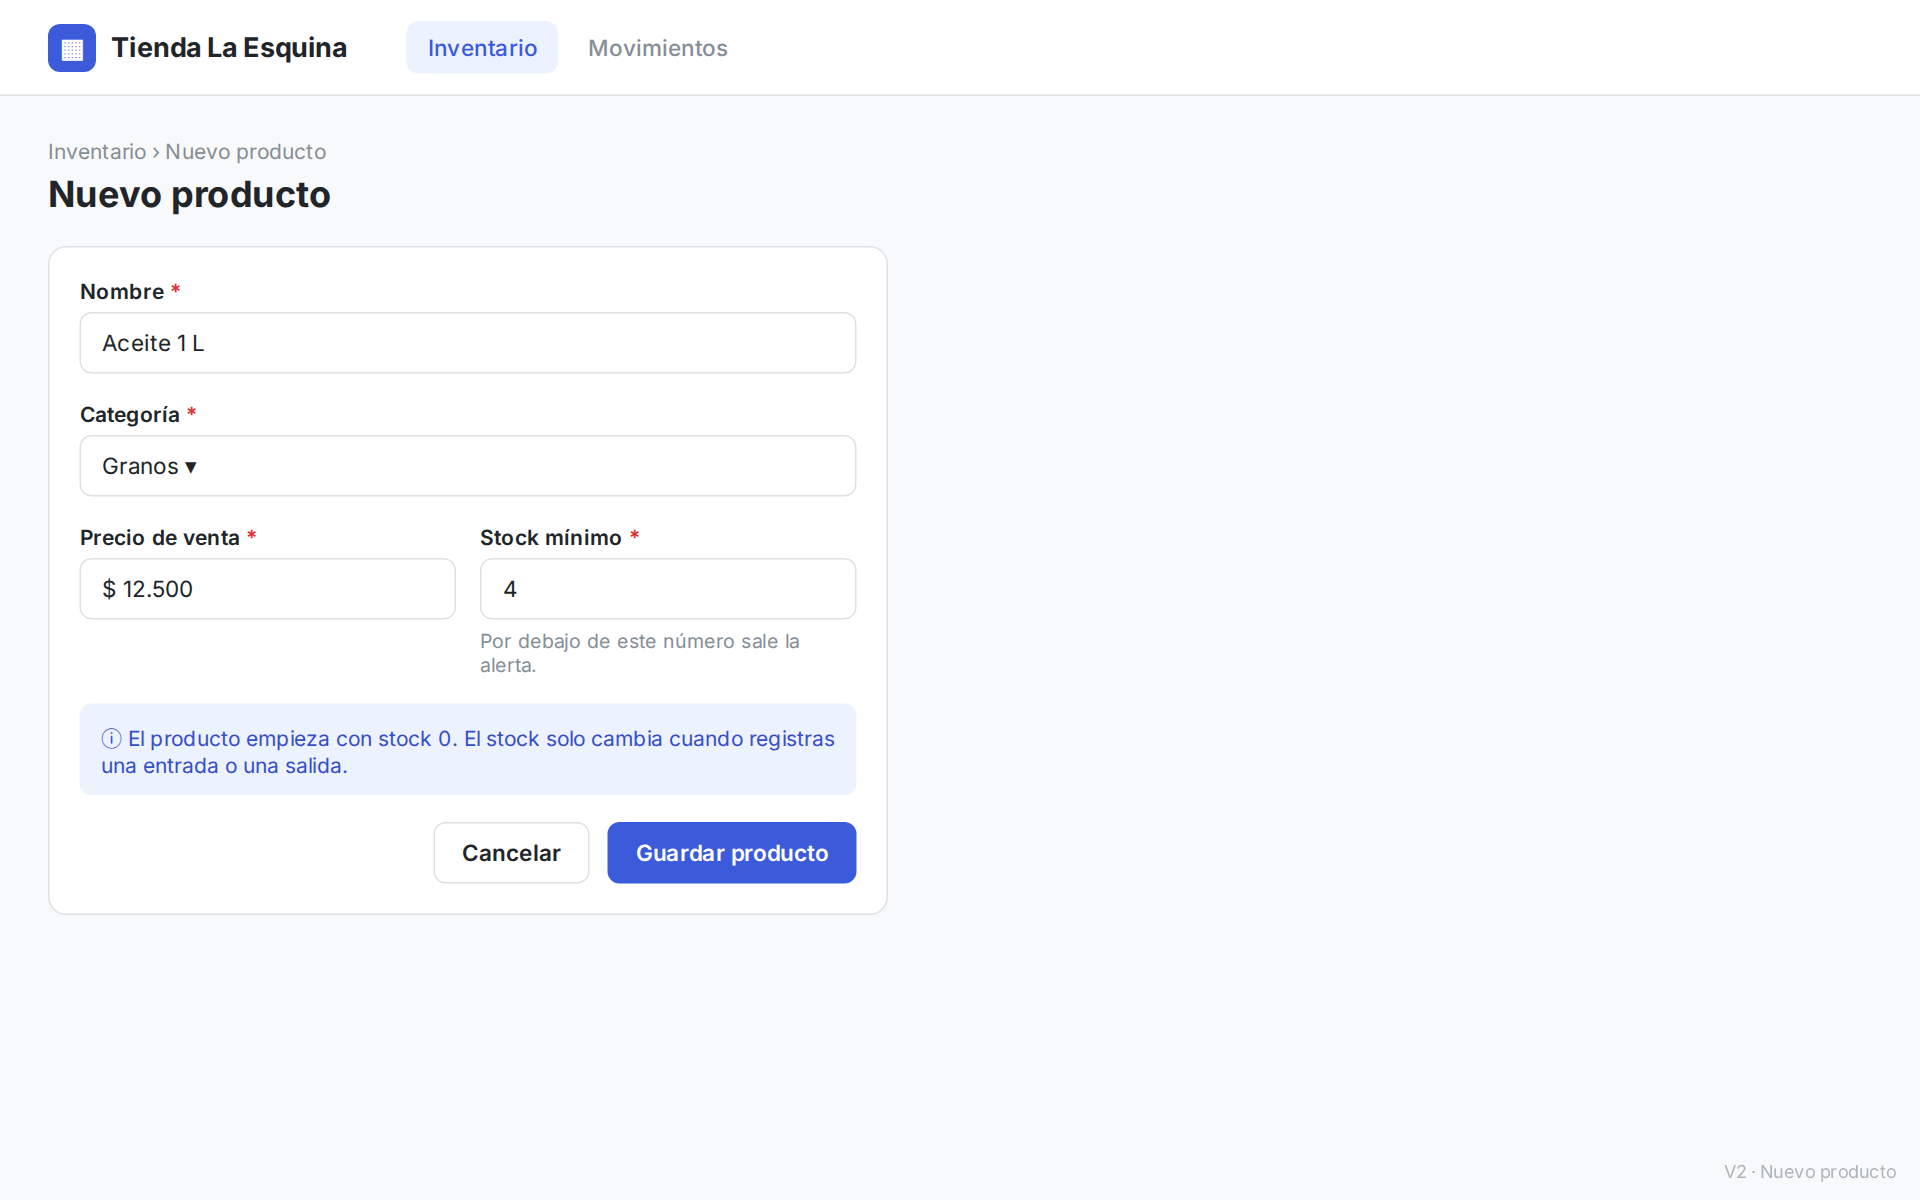 Tienda La Esquina
Inventario
Movimientos
Inventario › Nuevo producto
Nuevo producto
Nombre *
Aceite 1 L
Categoría *
Granos ▾
Precio de venta *
Stock mínimo *
$ 12.500
4
Por debajo de este número sale la
alerta.
ⓘ El producto empieza con stock 0. El stock solo cambia cuando registras
una entrada o una salida.
Cancelar
Guardar producto
V2 · Nuevo producto